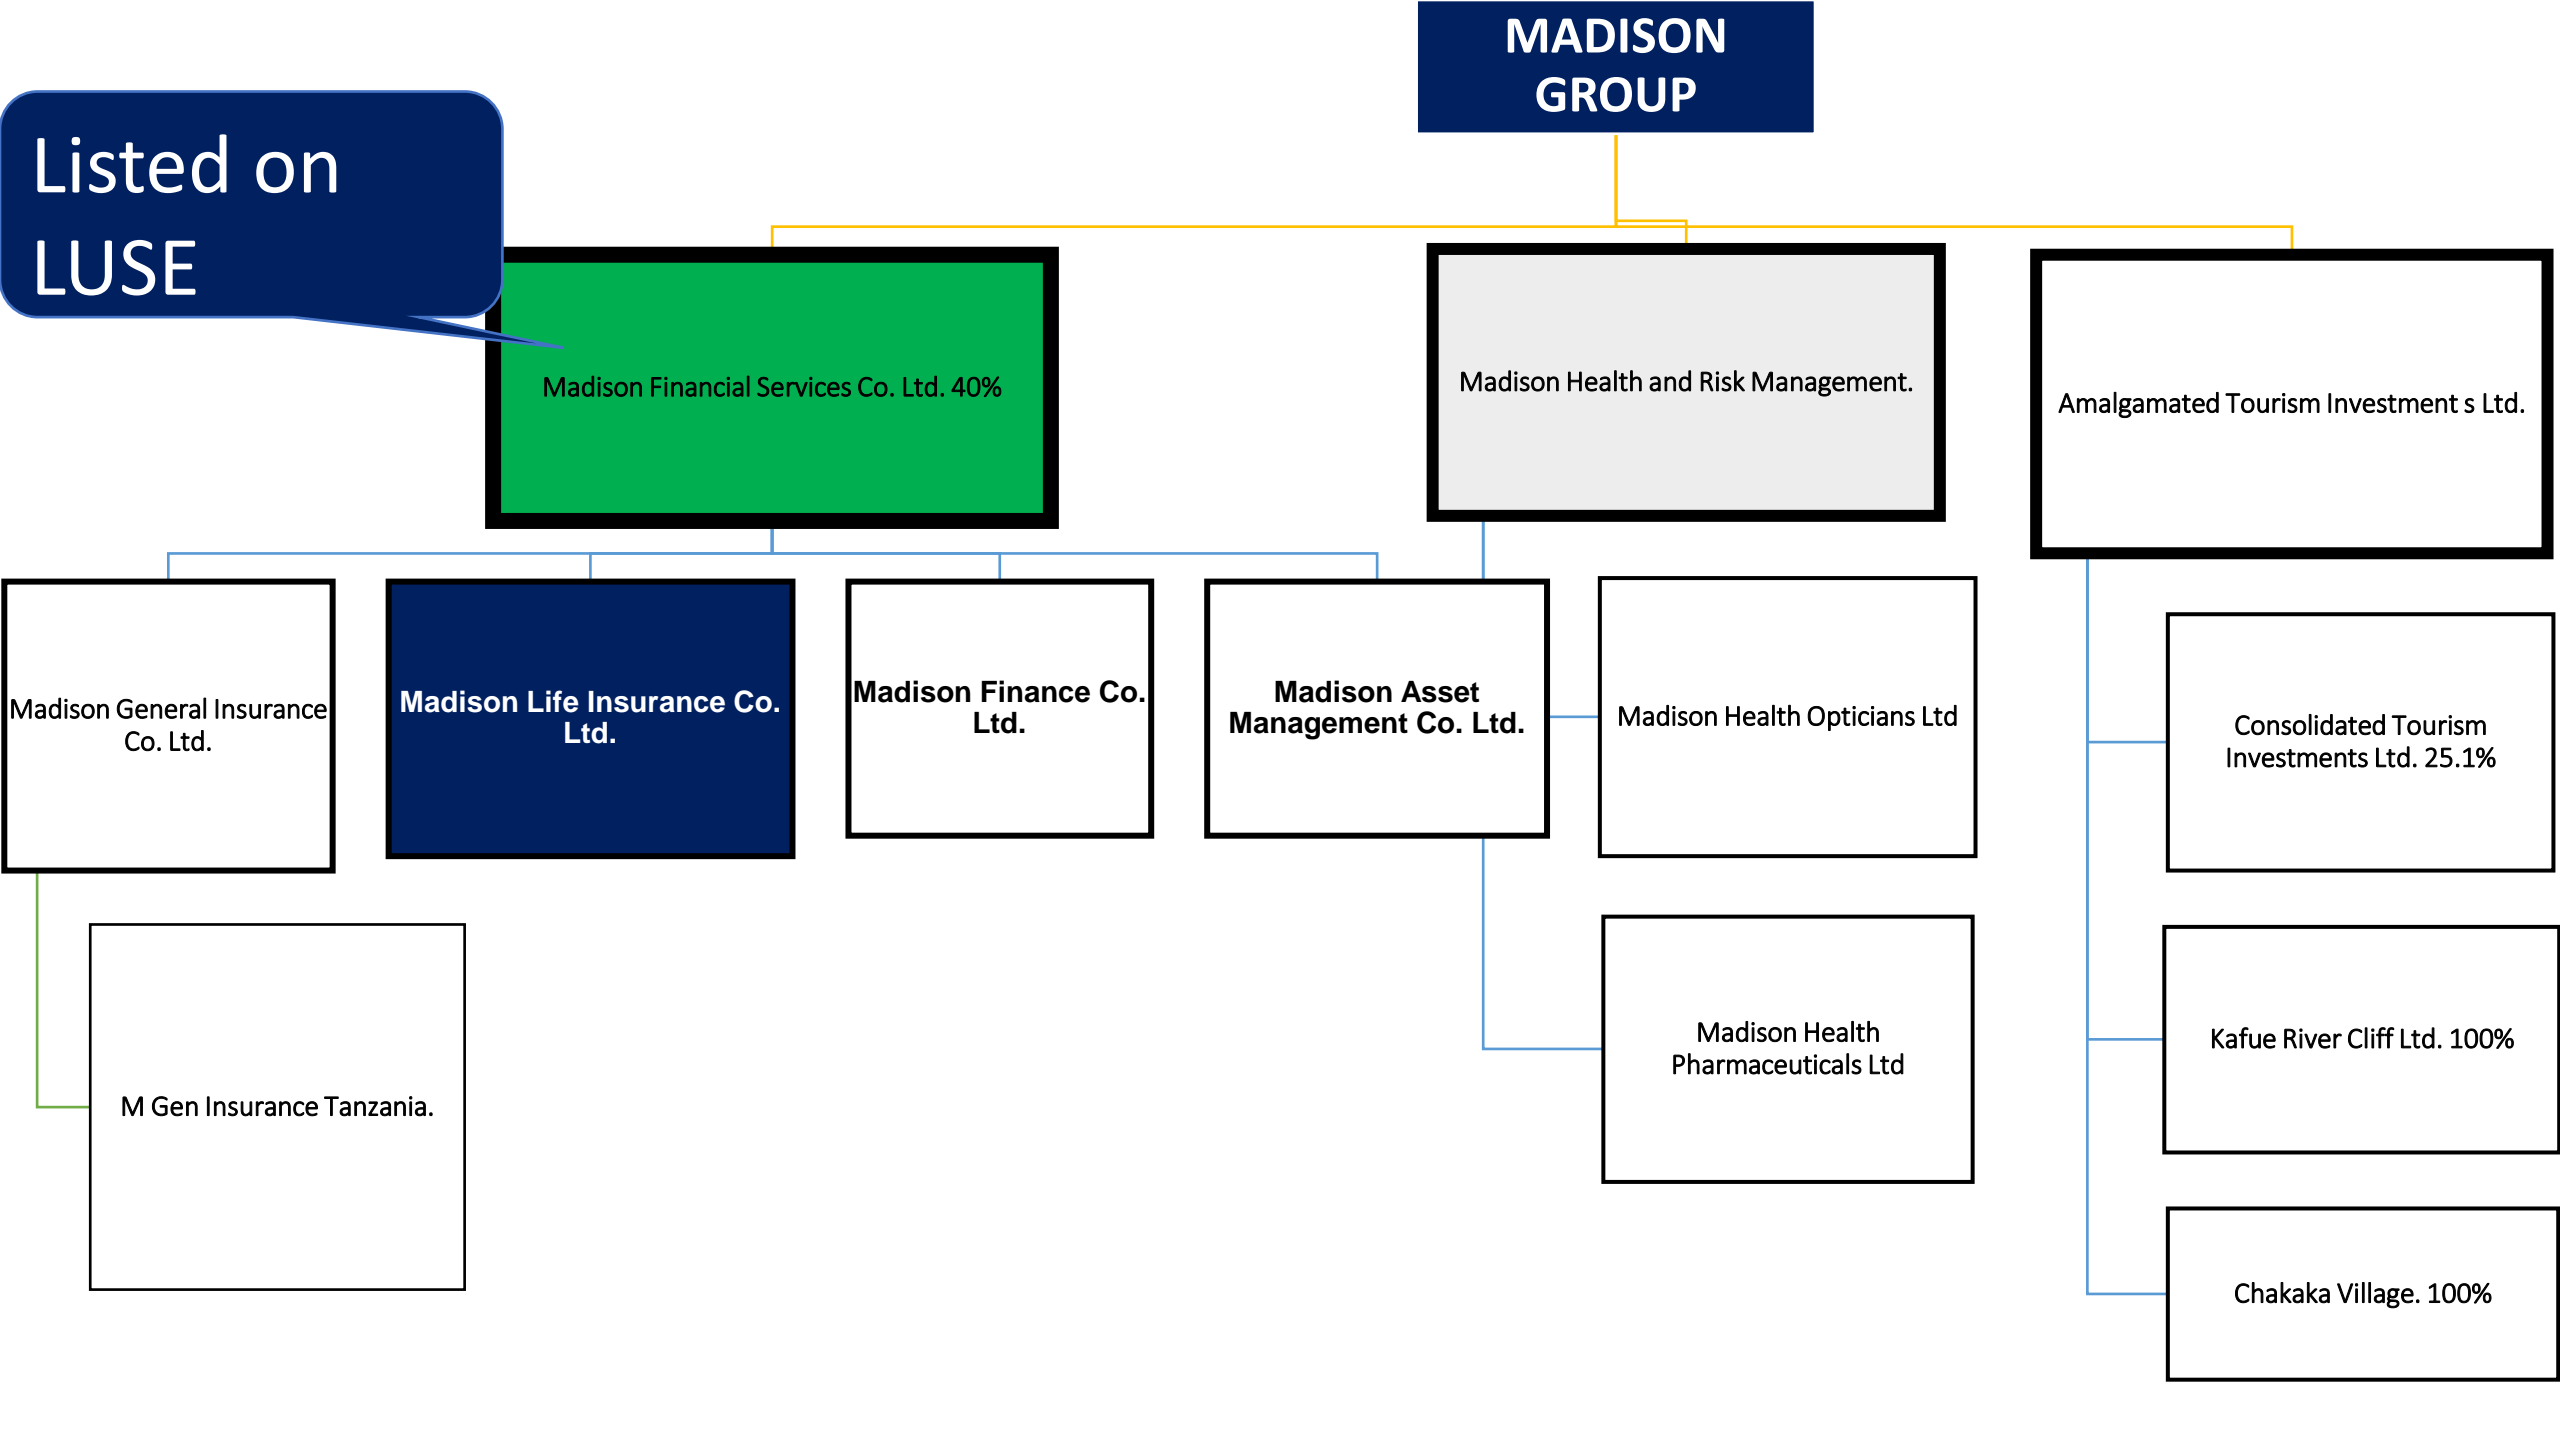 MADISON
GROUP
Listed on
LUSE
Madison Financial Services Co. Ltd. 40%
Madison Health and Risk Management.
Amalgamated Tourism Investment s Ltd.
Madison General Insurance
Co. Ltd.
Madison Life Insurance Co.
Ltd.
Madison Finance Co.
Ltd.
Madison Asset
Management Co. Ltd.
Madison Health Opticians Ltd
Consolidated Tourism
Investments Ltd. 25.1%
M Gen Insurance Tanzania.
Madison Health
Pharmaceuticals Ltd
Kafue River Cliff Ltd. 100%
Chakaka Village. 100%